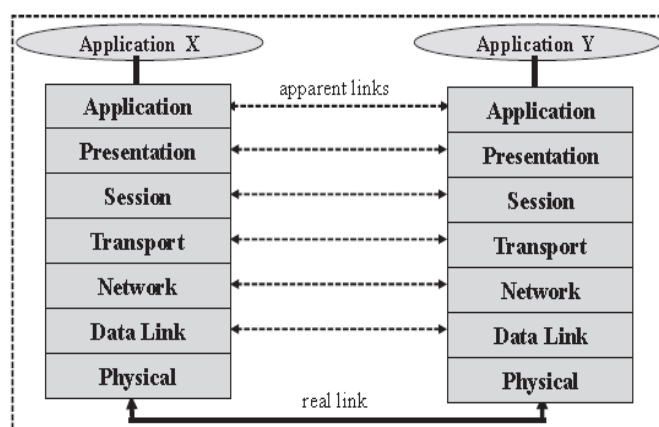 Application X
Application Y
apparent links
Application
Application
Presentation
Presentation
Session
Session
Transport
Transport
Network
Network
Data Link
Data Link
Physical
Physical
real link